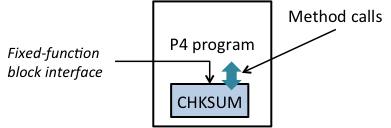 Method calls
P4 program
Fixed-function
block interface
CHKSUM